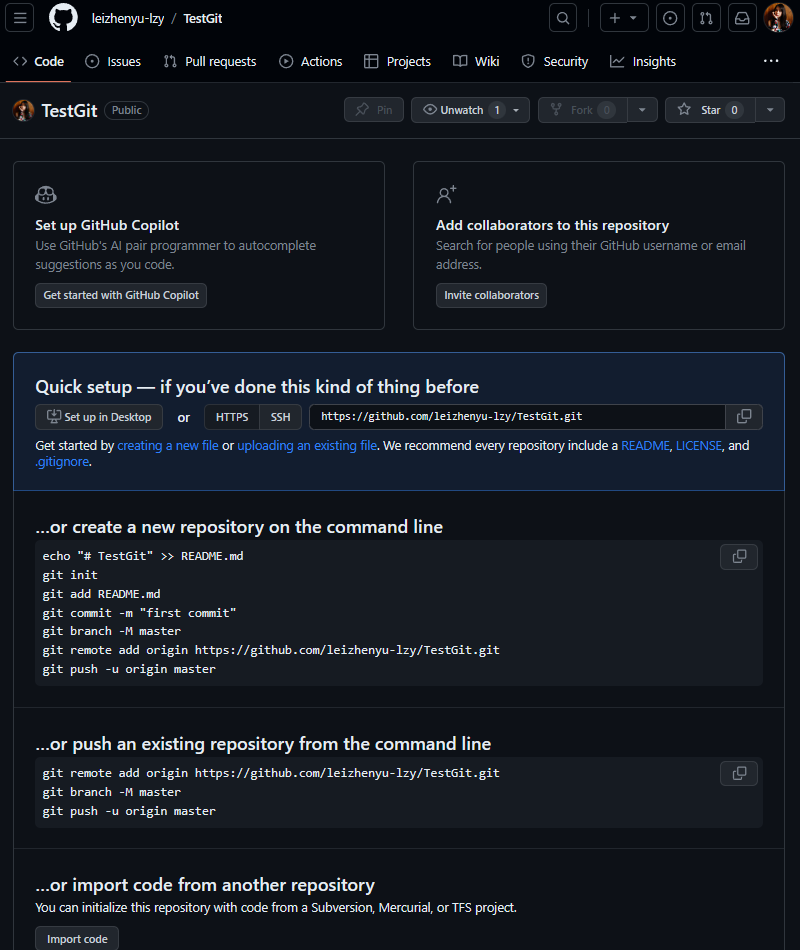 leizhenyu-lzy / TestGit
Code Issues Pull requests Actions Projects Wiki Security Insights
TestGit Public Pin Unwatch 1 Fork 0 Star 0
Set up GitHub Copilot
Use GitHub's AI pair programmer to autocomplete
suggestions as you code.
Get started with GitHub Copilot
Add collaborators to this repository
Search for people using their GitHub username or email
address.
Invite collaborators
Quick setup — if you’ve done this kind of thing before
Set up in Desktop or HTTPS SSH https://github.com/leizhenyu-lzy/TestGit.git
Get started by creating a new file or uploading an existing file. We recommend every repository include a README, LICENSE, and
.gitignore.
…or create a new repository on the command line
echo "# TestGit" >> README.md
git init
git add README.md
git commit -m "first commit"
git branch -M master
git remote add origin https://github.com/leizhenyu-lzy/TestGit.git
git push -u origin master
…or push an existing repository from the command line
git remote add origin https://github.com/leizhenyu-lzy/TestGit.git
git branch -M master
git push -u origin master
…or import code from another repository
You can initialize this repository with code from a Subversion, Mercurial, or TFS project.
Import code